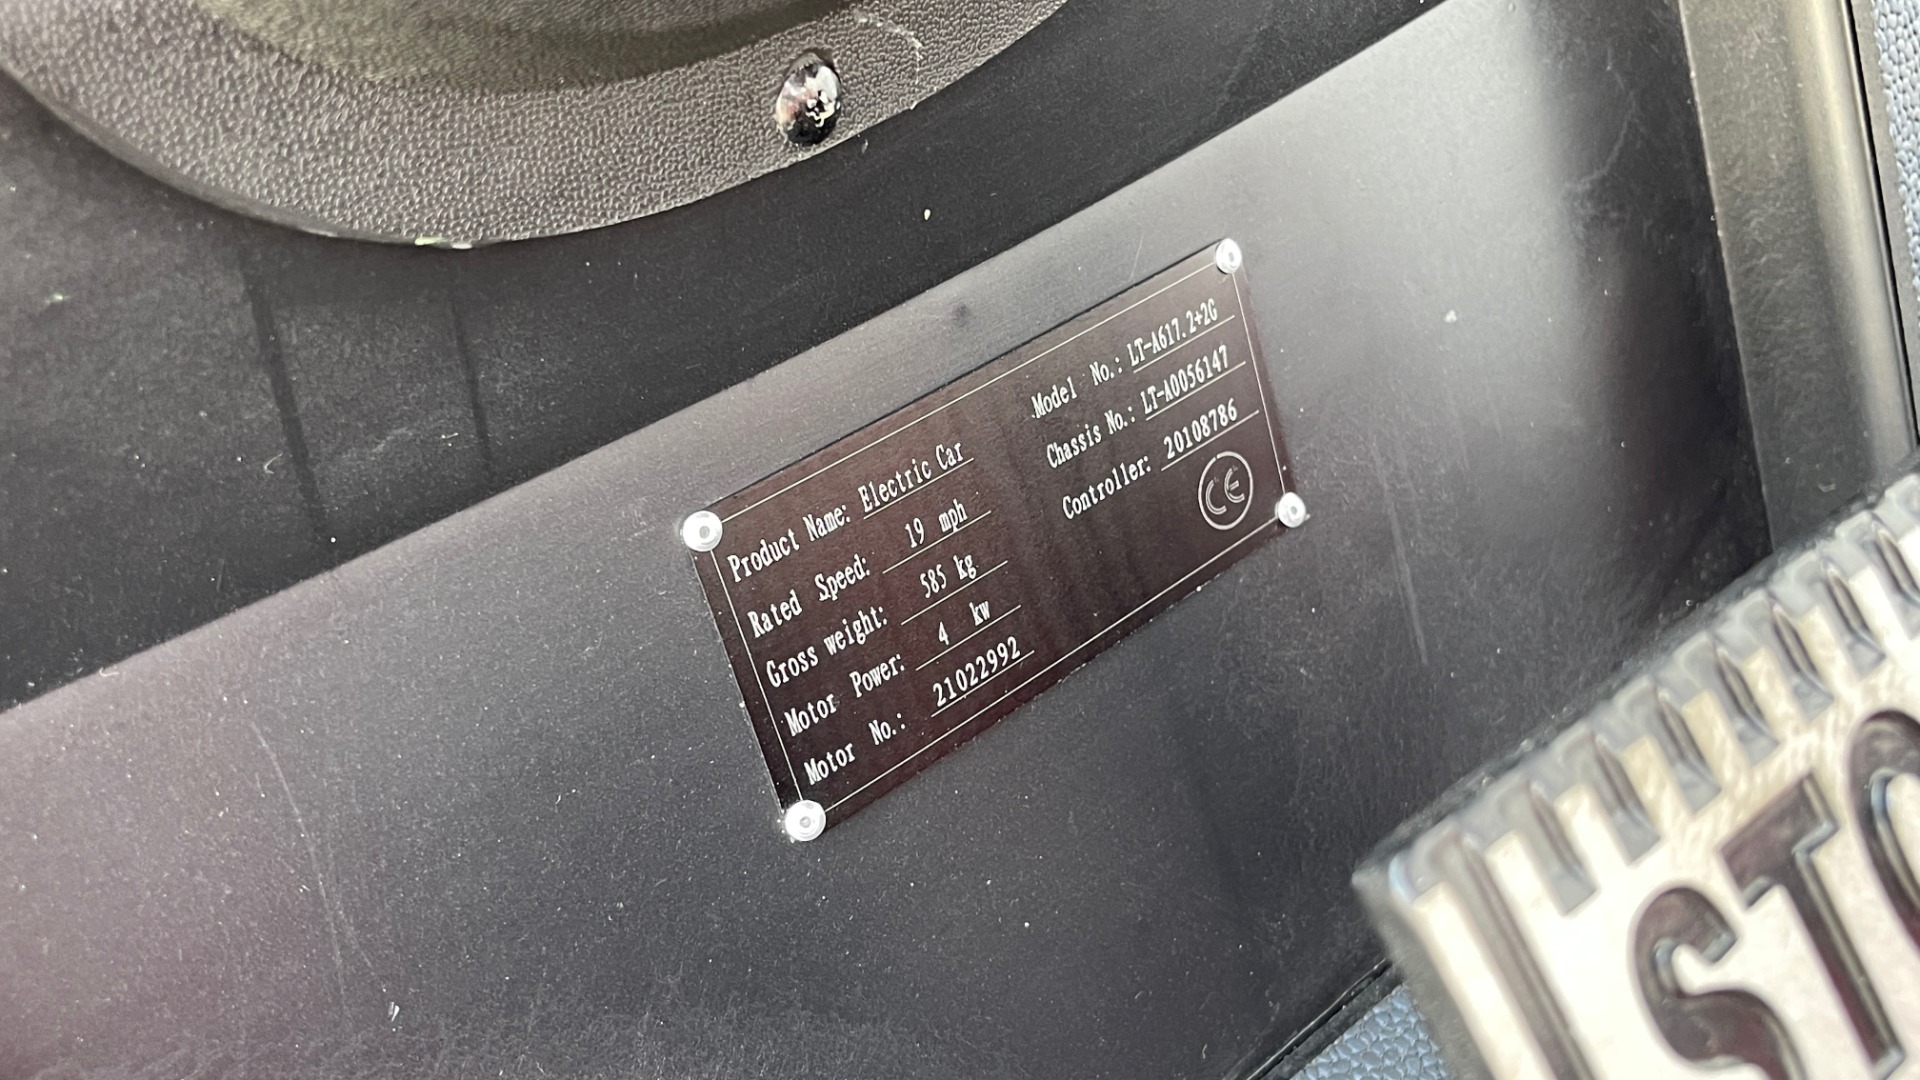 Product Name: Electric Car
Rated Speed: 19 mph
Gross weight: 585 kg
Motor Power: 4 kw
Motor No.: 21022992
Model No.: LT-A617.2+2G
Chassis No.: LT-A0056147
Controller: 20108786
CE
STO